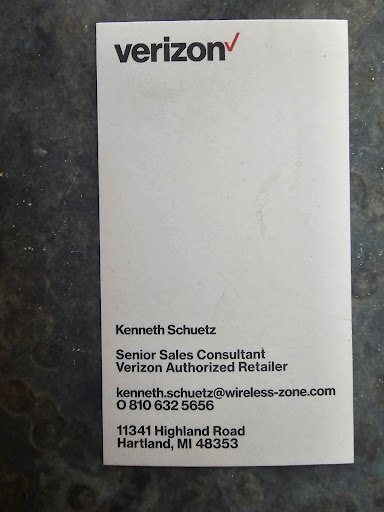 verizon✓
Kenneth Schuetz
Senior Sales Consultant
Verizon Authorized Retailer
kenneth.schuetz@wireless-zone.com
O 810 632 5656
11341 Highland Road
Hartland, MI 48353